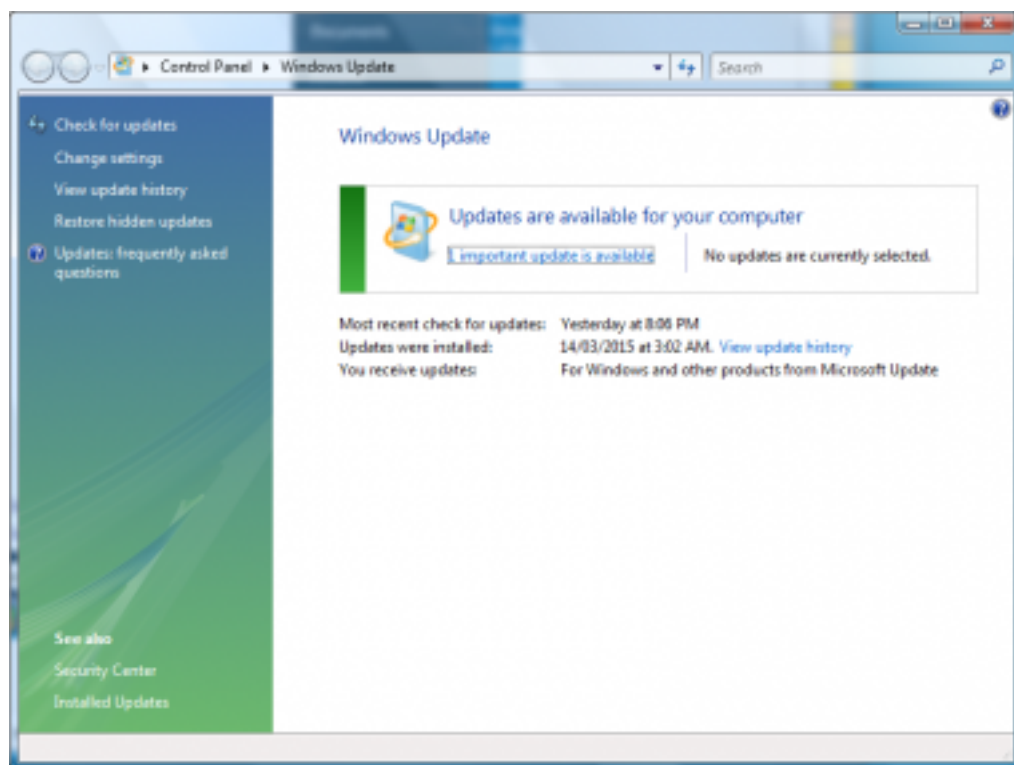 Documents
Control Panel Windows Update
Search
Check for updates
Change settings
View update history
Restore hidden updates
Updates: frequently asked
questions
Windows Update
Updates are available for your computer
1 important update is available
No updates are currently selected.
Most recent check for updates: Yesterday at 8:06 PM
Updates were installed: 14/03/2015 at 3:02 AM. View update history
You receive updates: For Windows and other products from Microsoft Update
See also
Security Center
Installed Updates